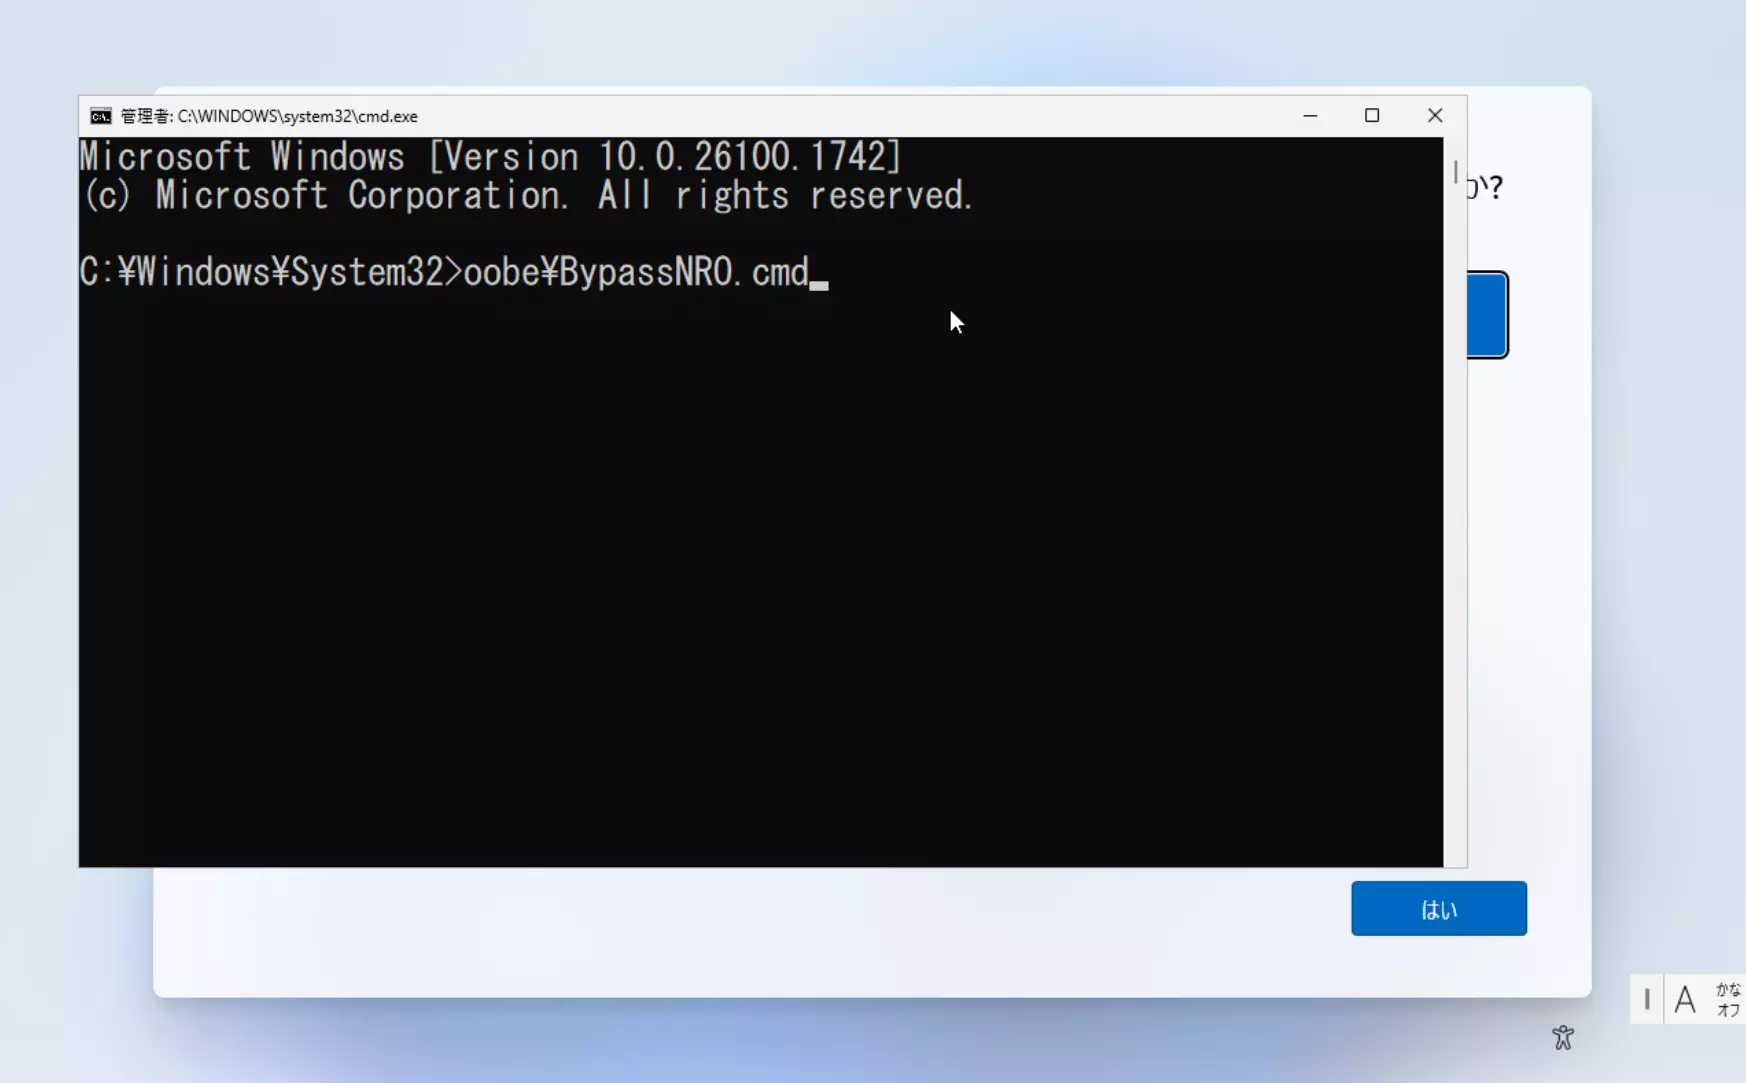 管理者: C:\WINDOWS\system32\cmd.exe
Microsoft Windows [Version 10.0.26100.1742]
(c) Microsoft Corporation. All rights reserved.
か?
C:¥Windows¥System32>oobe¥BypassNRO.cmd
はい
A
かな
オフ